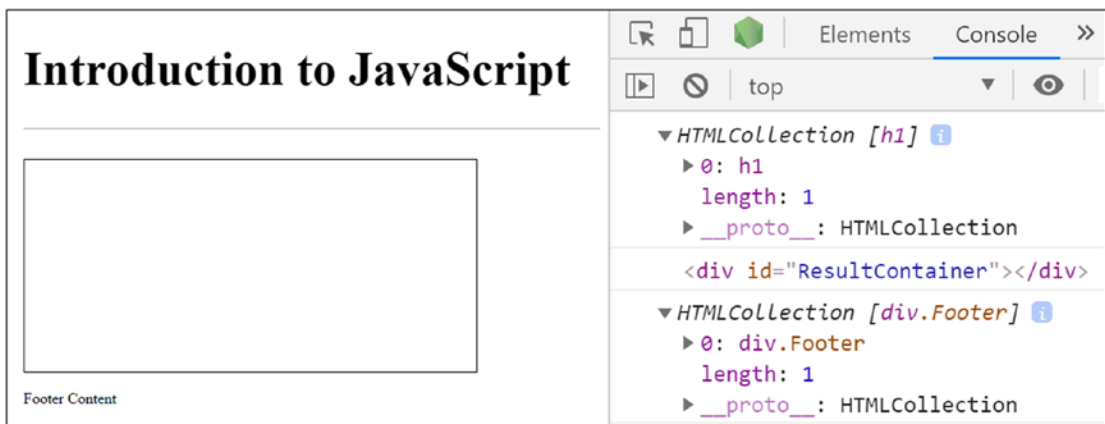 Introduction to JavaScript
Footer Content
Elements Console »
top
▼HTMLCollection [h1] i
▶0: h1
length: 1
▶__proto__: HTMLCollection
<div id="ResultContainer"></div>
▼HTMLCollection [div.Footer] i
▶0: div.Footer
length: 1
▶__proto__: HTMLCollection